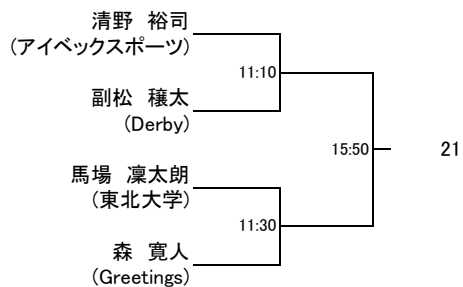 清野　裕司
(アイベックスポーツ)
11:10
副松　穣太
(Derby)
15:50
21
馬場　凜太朗
(東北大学)
11:30
森　寛人
(Greetings)